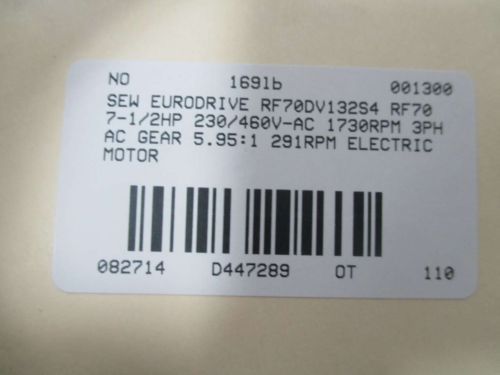 NO 169lb 001300
SEW EURODRIVE RF70DV132S4 RF70
7-1/2HP 230/460V-AC 1730RPM 3PH
AC GEAR 5.95:1 291RPM ELECTRIC
MOTOR
082714 D447289 OT 110